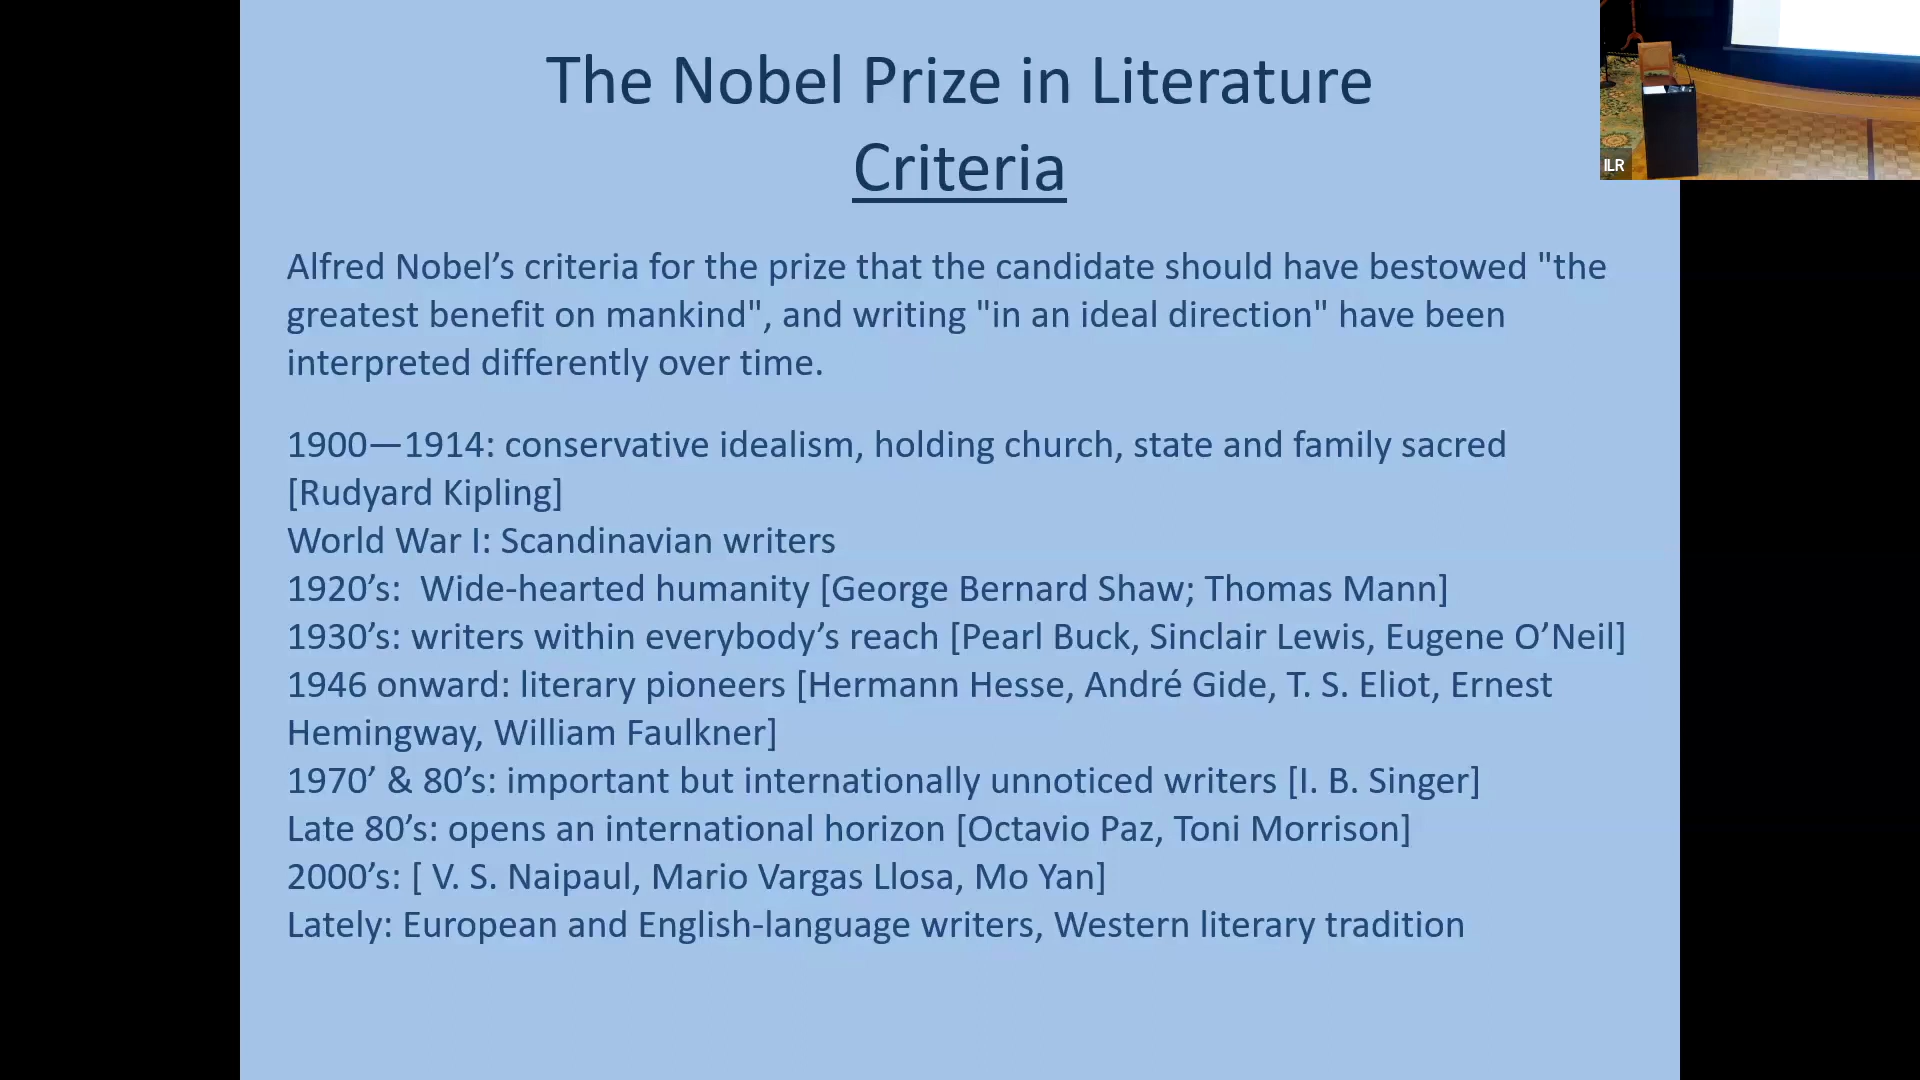 The Nobel Prize in Literature
Criteria
Alfred Nobel’s criteria for the prize that the candidate should have bestowed "the
greatest benefit on mankind", and writing "in an ideal direction" have been
interpreted differently over time.
1900—1914: conservative idealism, holding church, state and family sacred
[Rudyard Kipling]
World War I: Scandinavian writers
1920’s:  Wide-hearted humanity [George Bernard Shaw; Thomas Mann]
1930’s: writers within everybody’s reach [Pearl Buck, Sinclair Lewis, Eugene O’Neil]
1946 onward: literary pioneers [Hermann Hesse, André Gide, T. S. Eliot, Ernest
Hemingway, William Faulkner]
1970’ & 80’s: important but internationally unnoticed writers [I. B. Singer]
Late 80’s: opens an international horizon [Octavio Paz, Toni Morrison]
2000’s: [ V. S. Naipaul, Mario Vargas Llosa, Mo Yan]
Lately: European and English-language writers, Western literary tradition
ILR